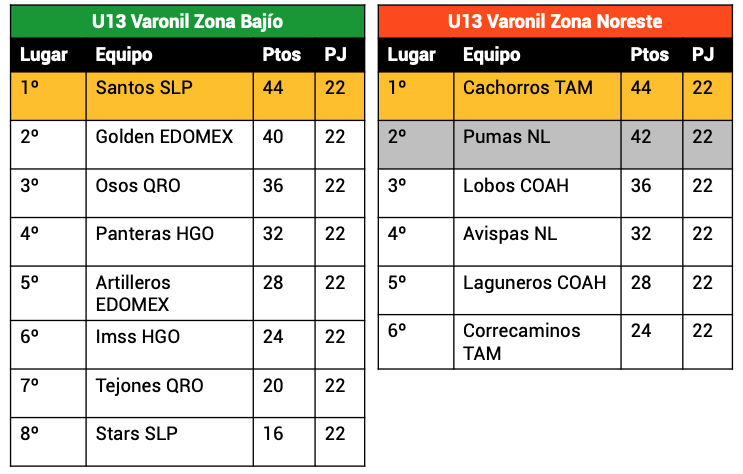 U13 Varonil Zona Bajío
Lugar Equipo Ptos PJ
1º Santos SLP 44 22
2º Golden EDOMEX 40 22
3º Osos QRO 36 22
4º Panteras HGO 32 22
5º Artilleros 28 22
EDOMEX
6º Imss HGO 24 22
7º Tejones QRO 20 22
8º Stars SLP 16 22
U13 Varonil Zona Noreste
Lugar Equipo Ptos PJ
1º Cachorros TAM 44 22
2º Pumas NL 42 22
3º Lobos COAH 36 22
4º Avispas NL 32 22
5º Laguneros COAH 28 22
6º Correcaminos 24 22
TAM